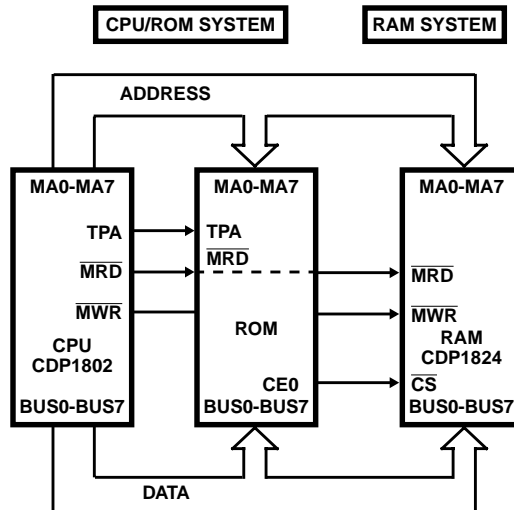 CPU/ROM SYSTEM
RAM SYSTEM
ADDRESS
MA0-MA7
MA0-MA7
MA0-MA7
TPA
TPA
MRD
MRD
MRD
MWR
MWR
CPU
CDP1802
ROM
RAM
CDP1824
CE0
CS
BUS0-BUS7
BUS0-BUS7
BUS0-BUS7
DATA